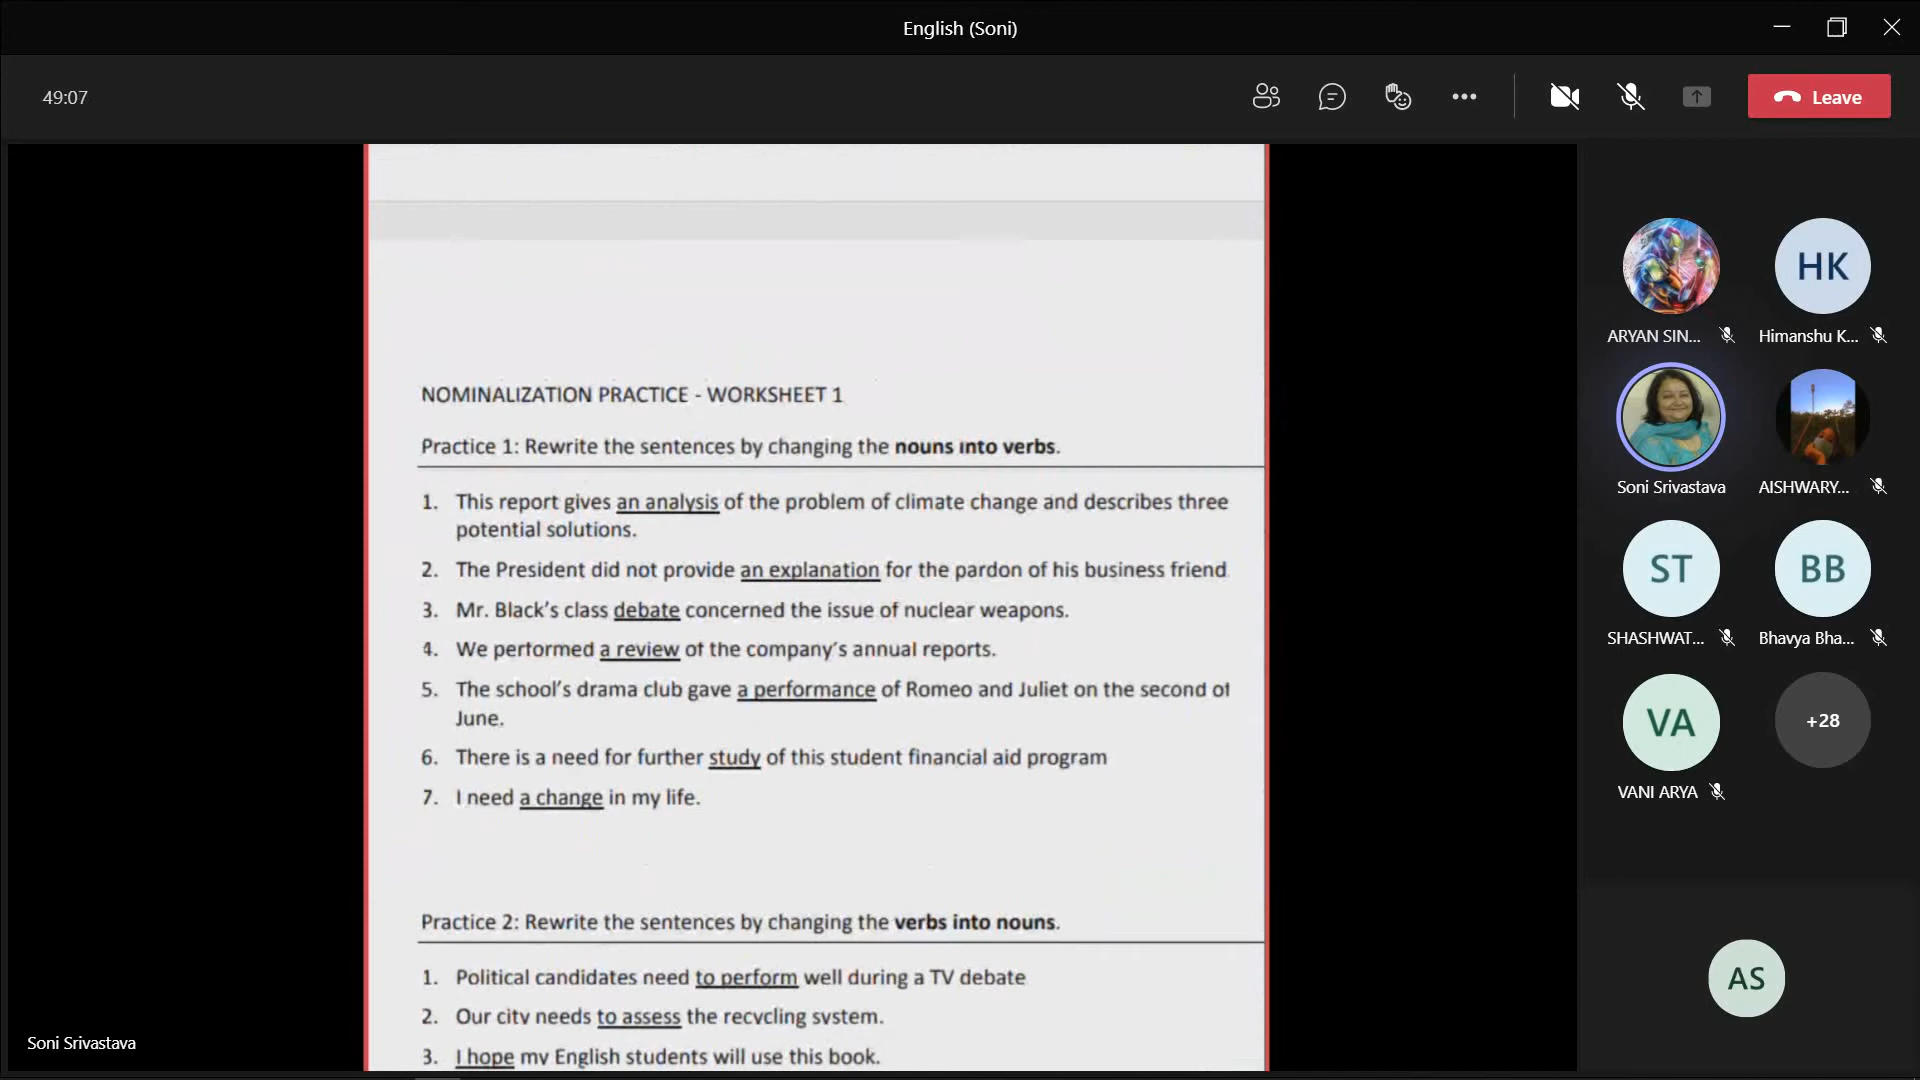 English (Soni)
49:07
Leave
NOMINALIZATION PRACTICE - WORKSHEET 1
Practice 1: Rewrite the sentences by changing the nouns into verbs.
1. This report gives an analysis of the problem of climate change and describes three
potential solutions.
2. The President did not provide an explanation for the pardon of his business friend
3. Mr. Black's class debate concerned the issue of nuclear weapons.
4. We performed a review of the company's annual reports.
5. The school's drama club gave a performance of Romeo and Juliet on the second of
June.
6. There is a need for further study of this student financial aid program
7. I need a change in my life.
Practice 2: Rewrite the sentences by changing the verbs into nouns.
1. Political candidates need to perform well during a TV debate
2. Our city needs to assess the recycling system.
3. I hope my English students will use this book.
Soni Srivastava
ARYAN SIN...
HK
Himanshu K...
Soni Srivastava
AISHWARY...
ST
SHASHWAT...
BB
Bhavya Bha...
VA
VANI ARYA
+28
AS